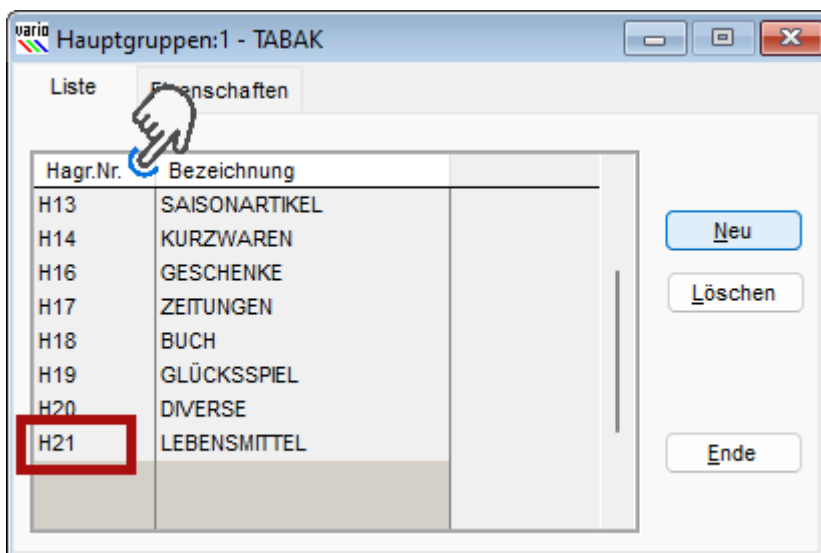 vario Hauptgruppen:1 - TABAK
Liste
Hagr.Nr. Bezeichnung
H13 SAISONARTIKEL
H14 KURZWAREN
H16 GESCHENKE
H17 ZEITUNGEN
H18 BUCH
H19 GLÜCKSSPIEL
H20 DIVERSE
H21 LEBENSMITTEL
Neu
Löschen
Ende